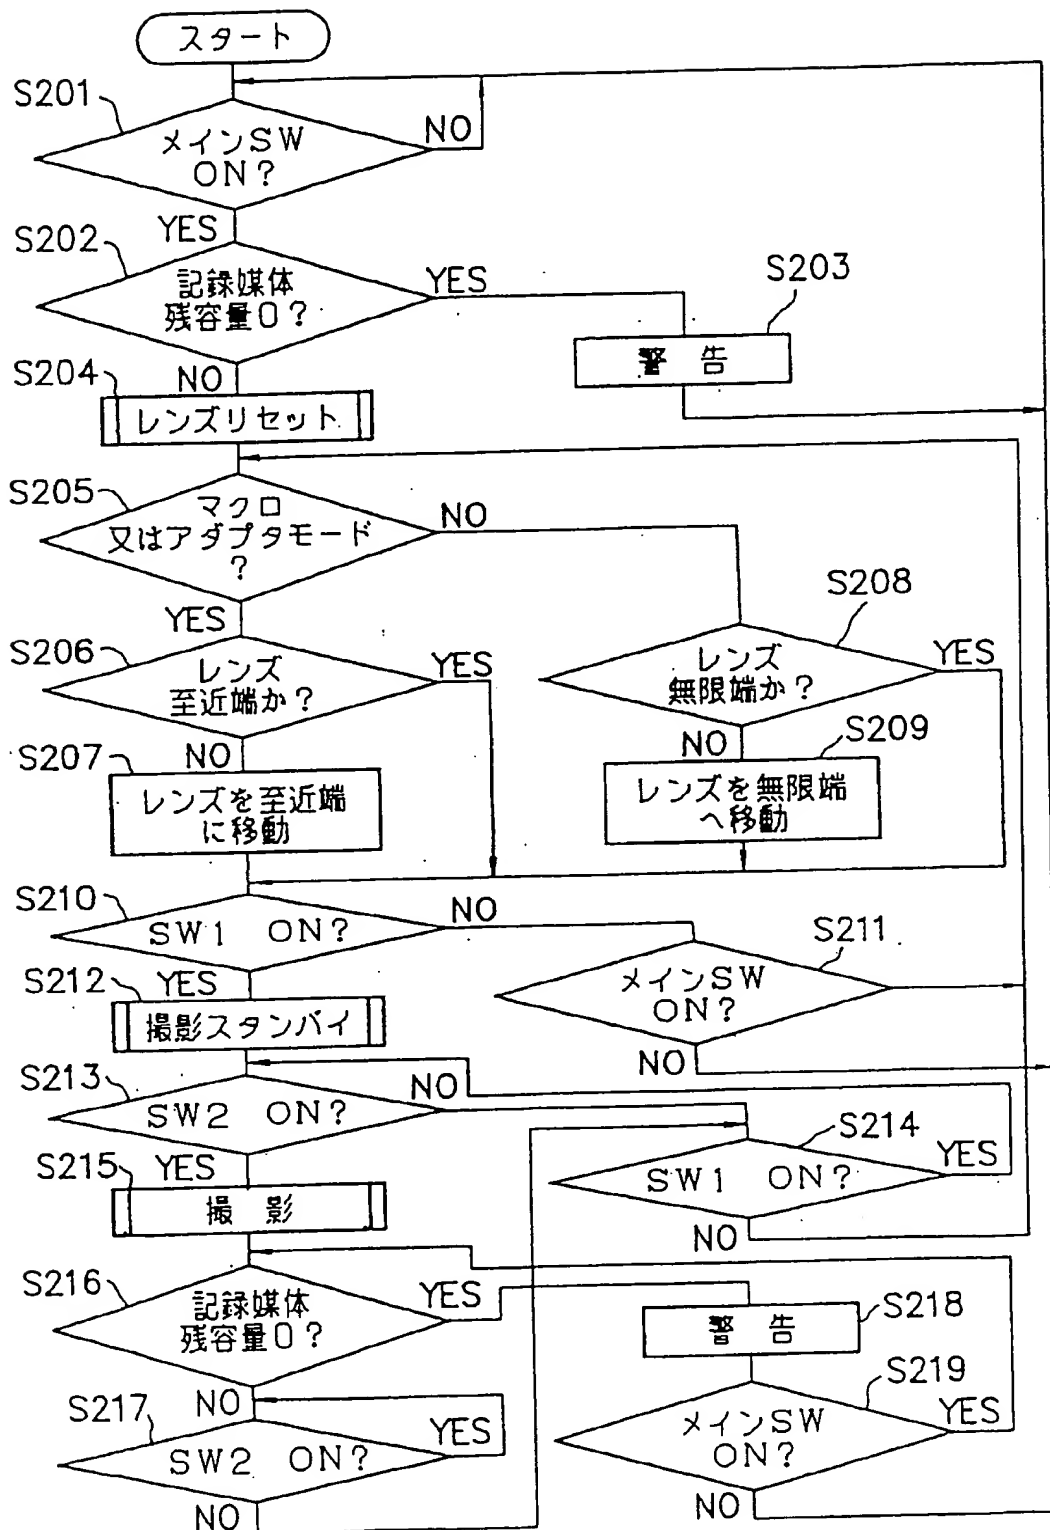 スタート
S201
メインSW
ON?
NO
YES
S202
記録媒体
残容量0?
YES
S203
警 告
NO
S204
レンズリセット
S205
マクロ
又はアダプタモード
?
NO
YES
S206
レンズ
至近端か?
YES
S208
レンズ
無限端か?
YES
NO
S207
レンズを至近端
に移動
NO
S209
レンズを無限端
へ移動
S210
SW1 ON?
NO
S211
メインSW
ON?
NO
YES
S212
撮影スタンバイ
S213
SW2 ON?
NO
S214
SW1 ON?
YES
NO
YES
S215
撮 影
S216
記録媒体
残容量0?
YES
S218
警 告
NO
S217
SW2 ON?
YES
NO
S219
メインSW
ON?
YES
NO